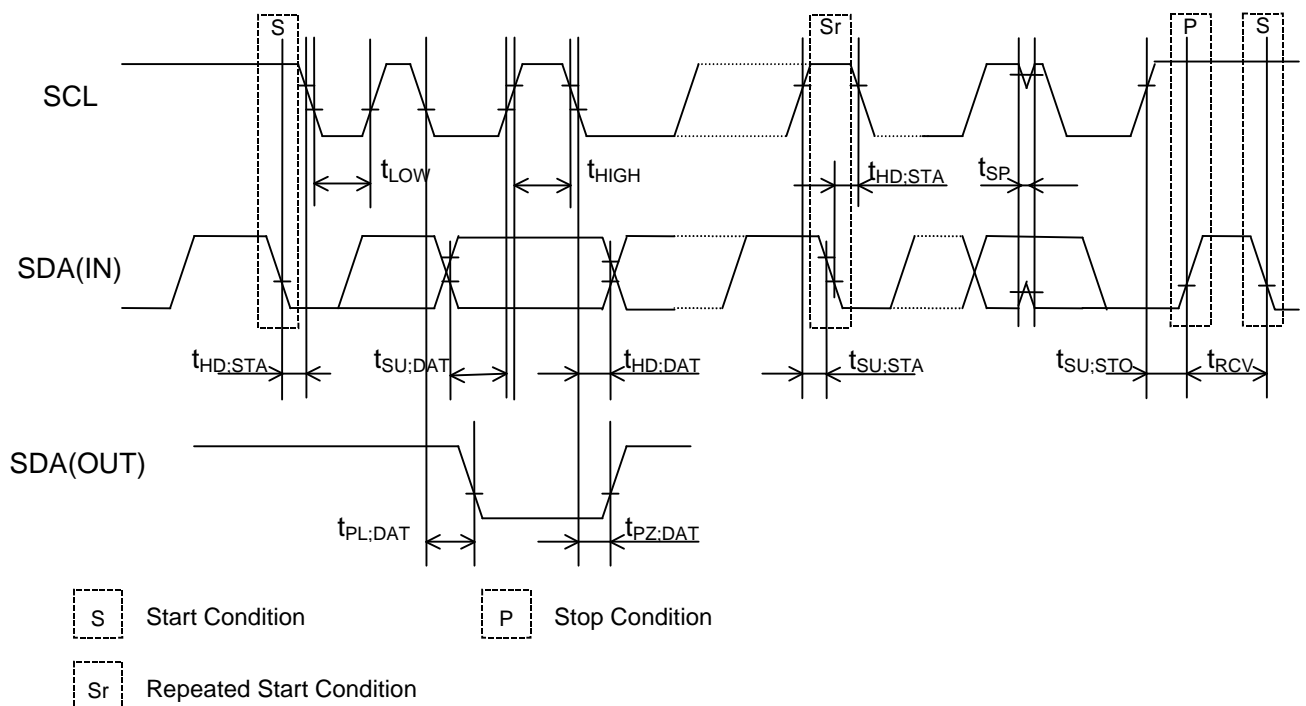 S Sr P S
SCL
tLOW tHIGH tHD;STA tSP
SDA(IN)
tHD;STA tSU;DAT tHD;DAT tSU;STA tSU;STO tRCV
SDA(OUT)
tPL;DAT tPZ;DAT
S Start Condition P Stop Condition
Sr Repeated Start Condition